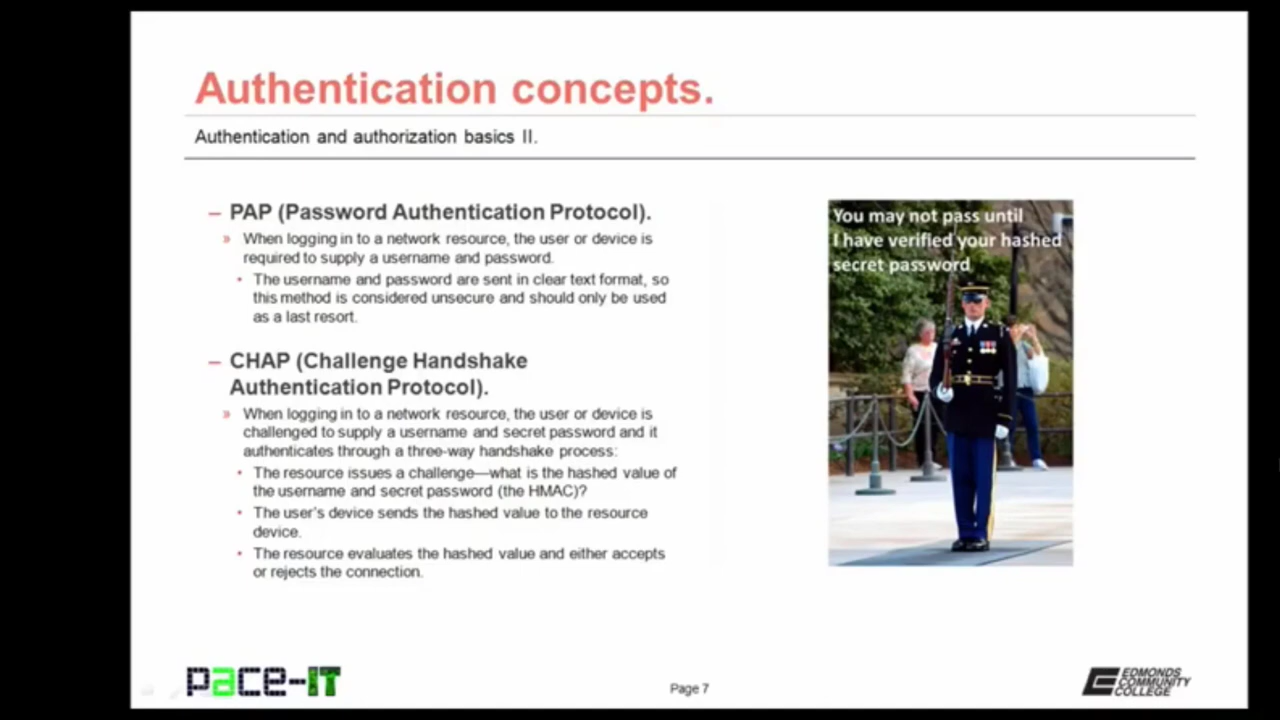 Authentication concepts.
Authentication and authorization basics II.
– PAP (Password Authentication Protocol).
» When logging in to a network resource, the user or device is
required to supply a username and password.
• The username and password are sent in clear text format, so
this method is considered unsecure and should only be used
as a last resort.
– CHAP (Challenge Handshake
Authentication Protocol).
» When logging in to a network resource, the user or device is
challenged to supply a username and secret password and it
authenticates through a three-way handshake process:
• The resource issues a challenge—what is the hashed value of
the username and secret password (the HMAC)?
• The user's device sends the hashed value to the resource
device.
• The resource evaluates the hashed value and either accepts
or rejects the connection.
You may not pass until
I have verified your hashed
secret password
pace-IT
Page 7
EDMONDS
COMMUNITY
COLLEGE